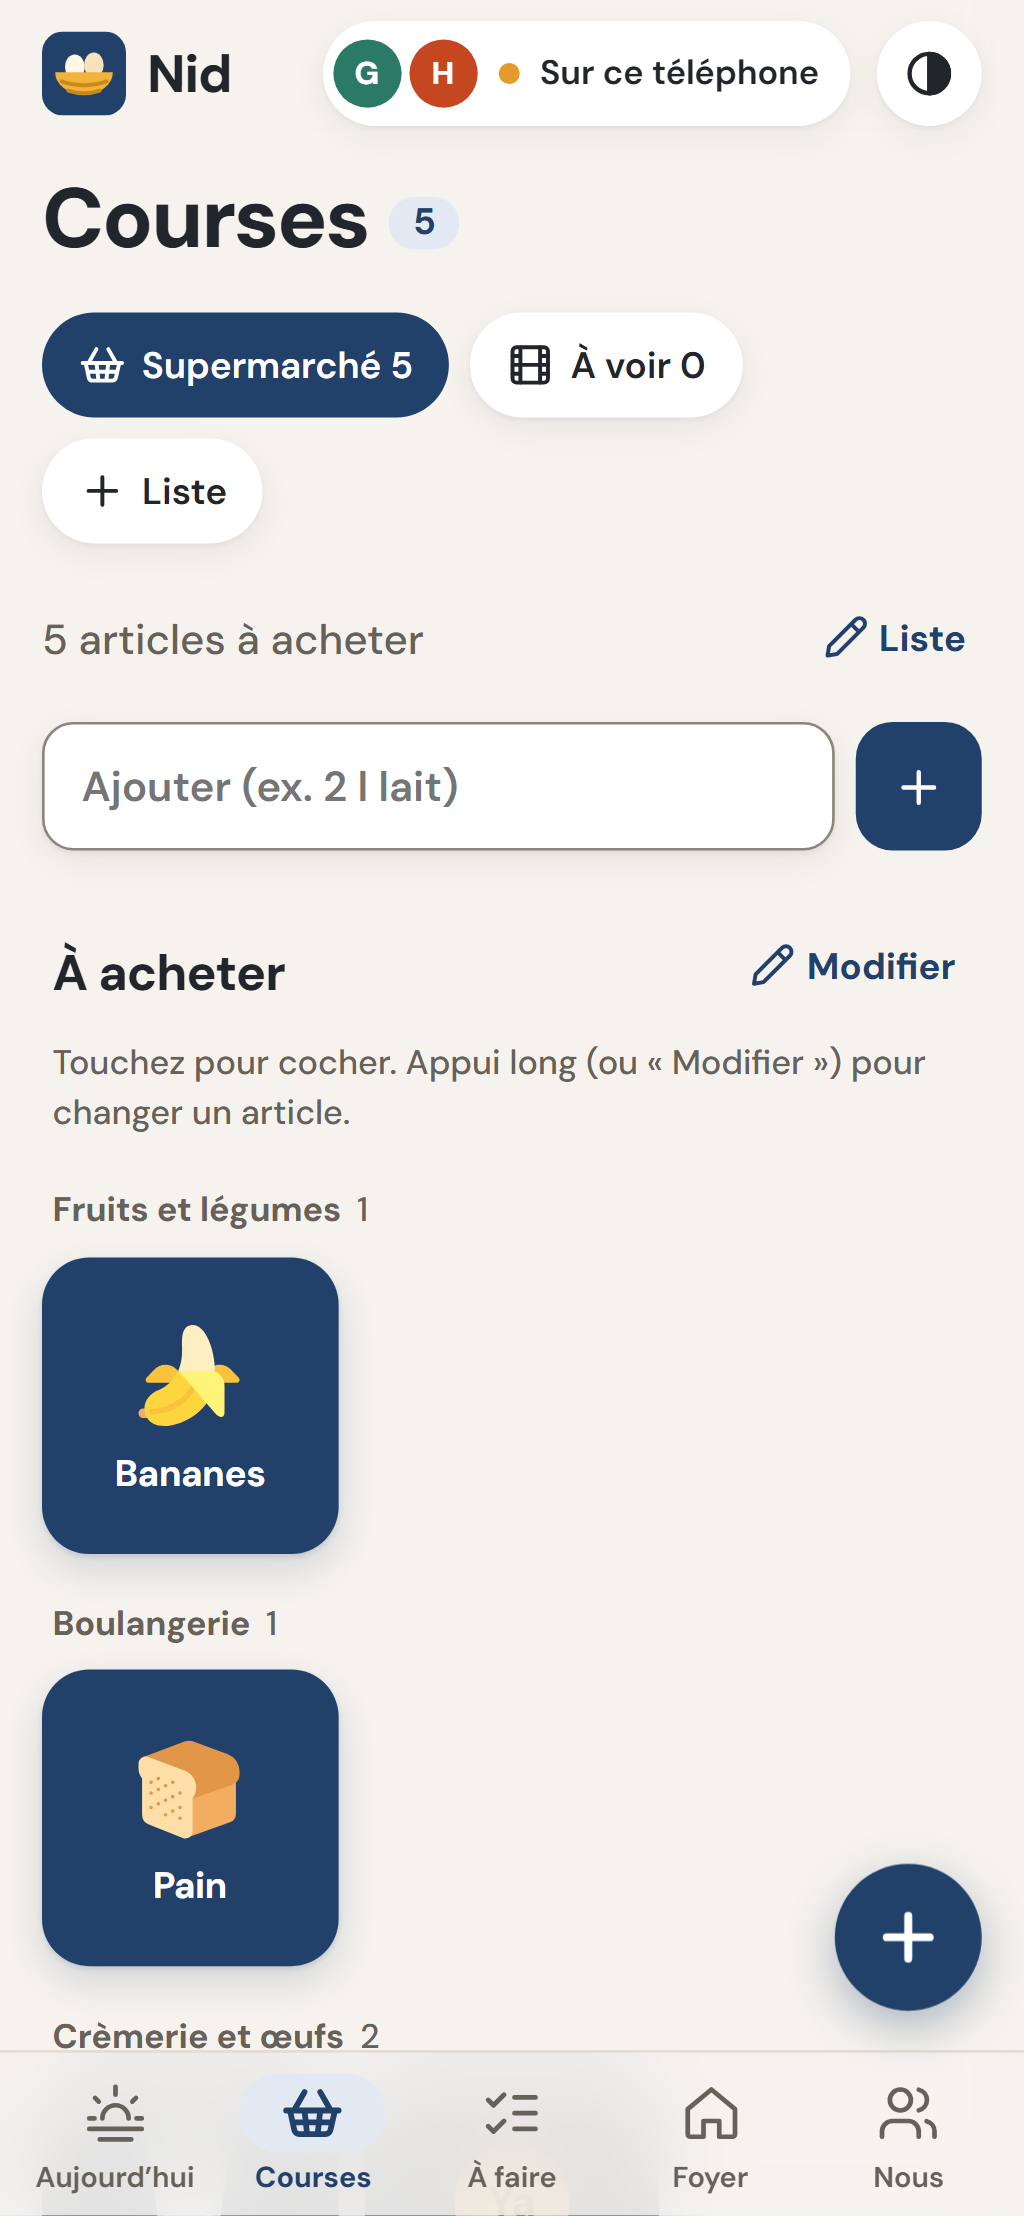 Nid
G H Sur ce téléphone
Courses 5
Supermarché 5
À voir 0
Liste
5 articles à acheter
Liste
Ajouter (ex. 2 l lait)
À acheter
Modifier
Touchez pour cocher. Appui long (ou « Modifier ») pour
changer un article.
Fruits et légumes 1
Bananes
Boulangerie 1
Pain
Crèmerie et œufs 2
Ya
Aujourd’hui
Courses
À faire
Foyer
Nous